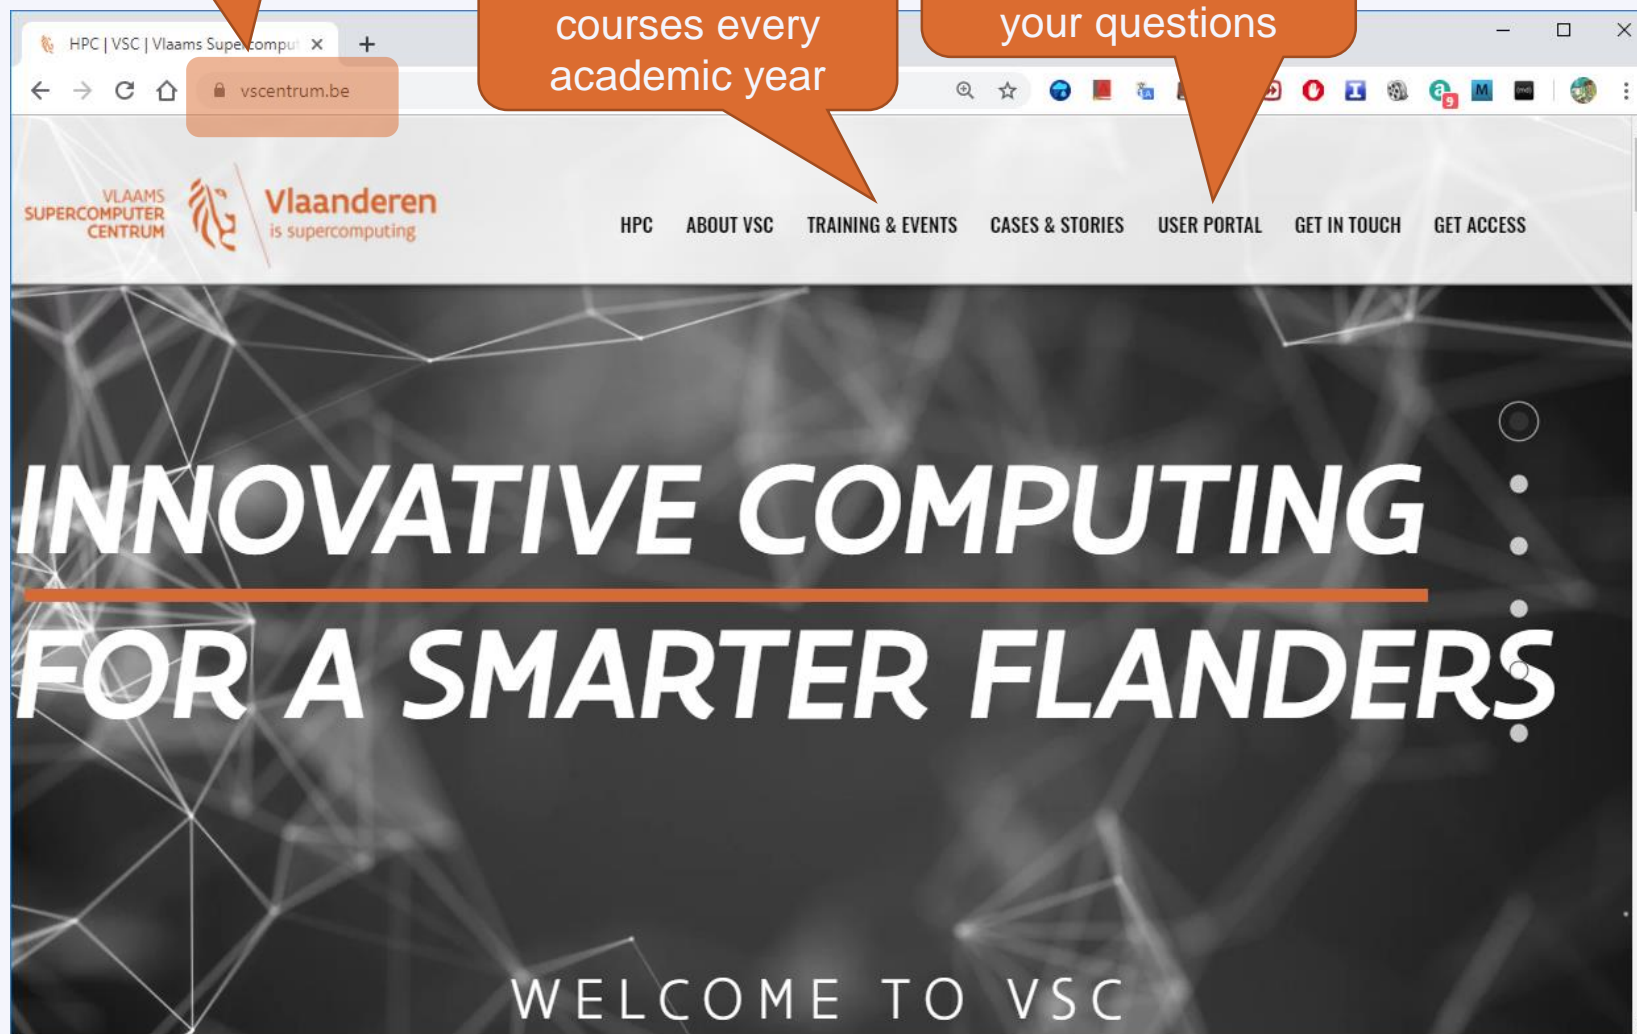 courses every
academic year
your questions
HPC | VSC | Vlaams Supercomput
vscentrum.be
VLAAMS
SUPERCOMPUTER
CENTRUM
Vlaanderen
is supercomputing
HPC ABOUT VSC TRAINING & EVENTS CASES & STORIES USER PORTAL GET IN TOUCH GET ACCESS
INNOVATIVE COMPUTING
FOR A SMARTER FLANDERS
WELCOME TO VSC